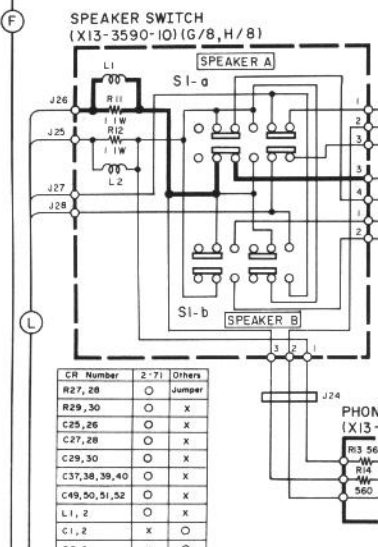 F
SPEAKER SWITCH
(X13-3590-10)(G/8,H/8)
SPEAKER A
L1
S1-a
J26
R11
1 1W
J25
R12
1 1W
L2
J27
J28
1
2
3
3
4
1
2
S1-b
SPEAKER B
L
3 2 1
J24
CR Number 2-71 Others
R27, 28 O Jumper
R29, 30 O X
C25, 26 O X
C27, 28 O X
C29, 30 O X
C37,38,39,40 O X
C49,50,51,52 O X
L1, 2 O X
C1, 2 X O
PHON
(X13-
R13 56
R14
560